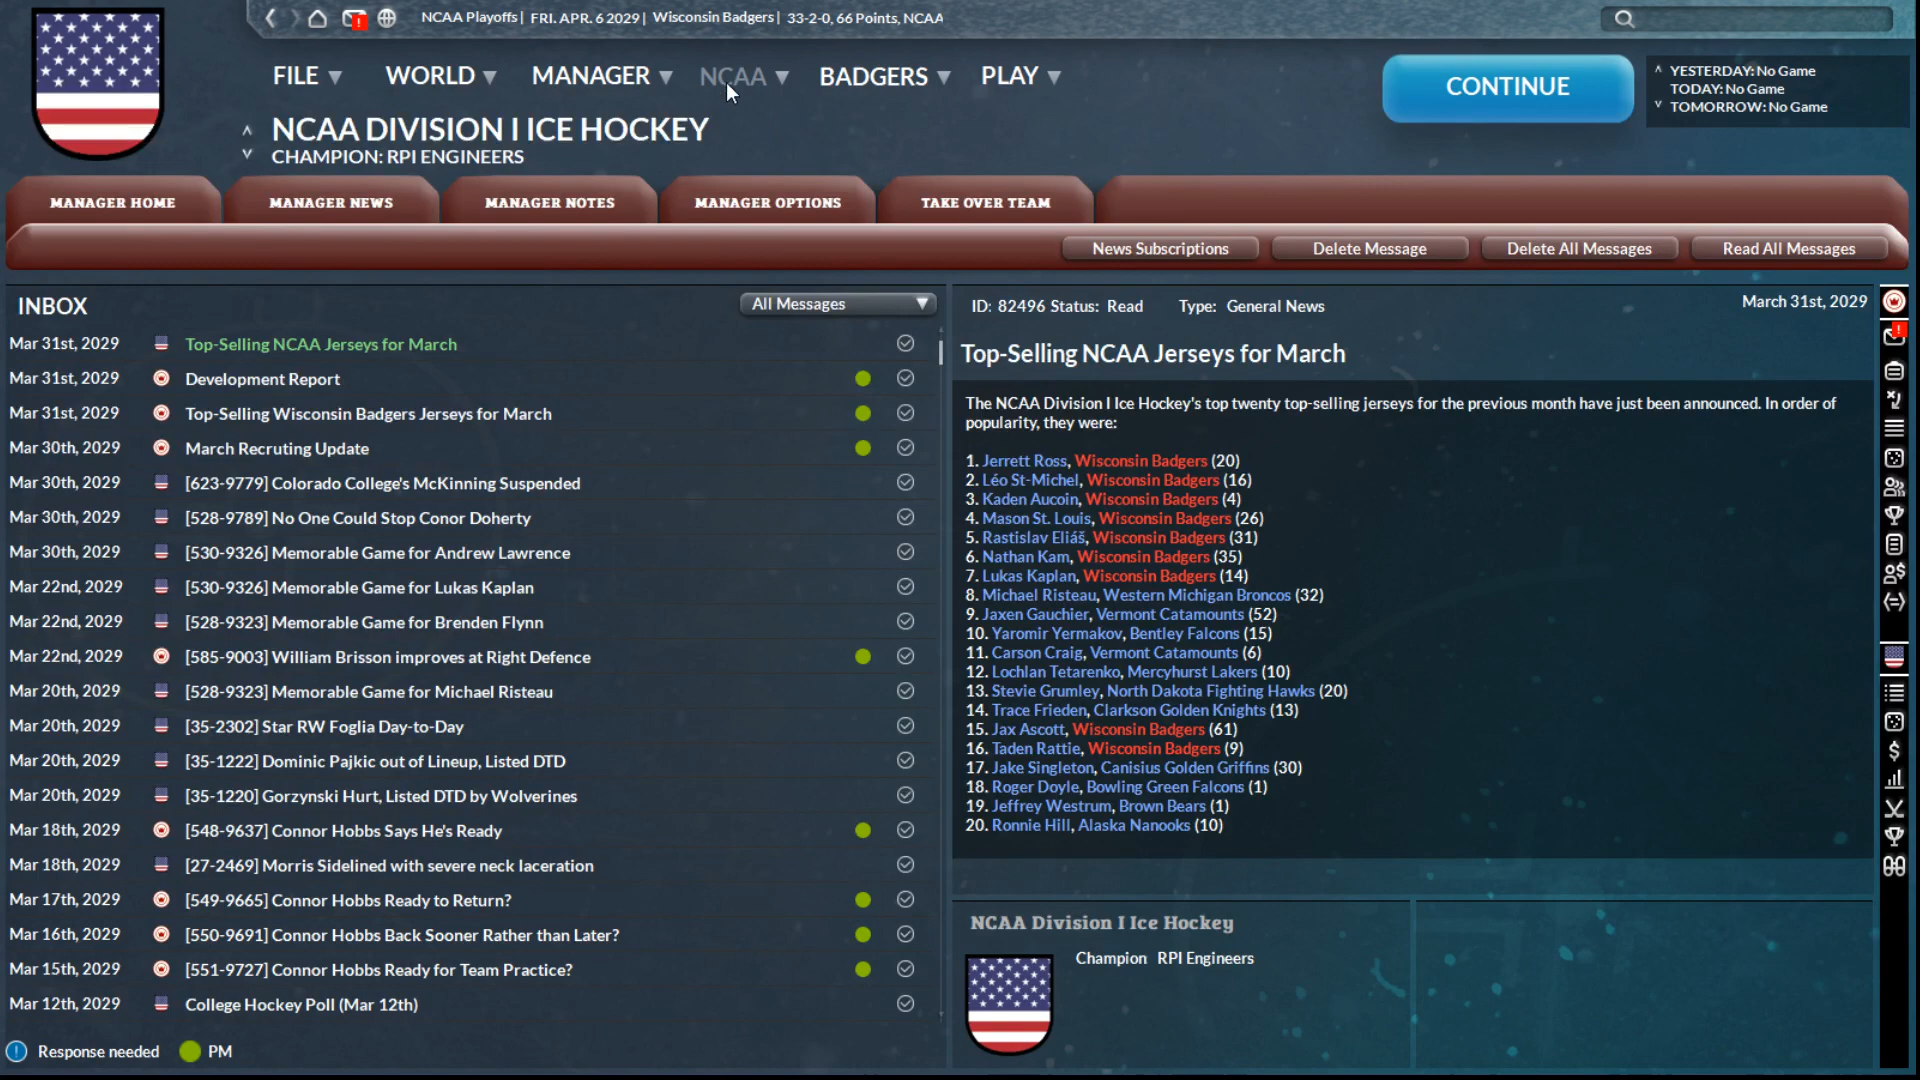 NCAA Playoffs | FRI. APR. 6 2029 | Wisconsin Badgers | 33-2-0, 66 Points, NCAA
FILE WORLD MANAGER NCAA BADGERS PLAY
CONTINUE
YESTERDAY: No Game
TODAY: No Game
TOMORROW: No Game
NCAA DIVISION I ICE HOCKEY
CHAMPION: RPI ENGINEERS
MANAGER HOME MANAGER NEWS MANAGER NOTES MANAGER OPTIONS TAKE OVER TEAM
News Subscriptions Delete Message Delete All Messages Read All Messages
INBOX All Messages
Mar 31st, 2029 Top-Selling NCAA Jerseys for March
Mar 31st, 2029 Development Report
Mar 31st, 2029 Top-Selling Wisconsin Badgers Jerseys for March
Mar 30th, 2029 March Recruting Update
Mar 30th, 2029 [623-9779] Colorado College's McKinning Suspended
Mar 30th, 2029 [528-9789] No One Could Stop Conor Doherty
Mar 30th, 2029 [530-9326] Memorable Game for Andrew Lawrence
Mar 22nd, 2029 [530-9326] Memorable Game for Lukas Kaplan
Mar 22nd, 2029 [528-9323] Memorable Game for Brenden Flynn
Mar 22nd, 2029 [585-9003] William Brisson improves at Right Defence
Mar 20th, 2029 [528-9323] Memorable Game for Michael Risteau
Mar 20th, 2029 [35-2302] Star RW Foglia Day-to-Day
Mar 20th, 2029 [35-1222] Dominic Pajkic out of Lineup, Listed DTD
Mar 20th, 2029 [35-1220] Gorzynski Hurt, Listed DTD by Wolverines
Mar 18th, 2029 [548-9637] Connor Hobbs Says He's Ready
Mar 18th, 2029 [27-2469] Morris Sidelined with severe neck laceration
Mar 17th, 2029 [549-9665] Connor Hobbs Ready to Return?
Mar 16th, 2029 [550-9691] Connor Hobbs Back Sooner Rather than Later?
Mar 15th, 2029 [551-9727] Connor Hobbs Ready for Team Practice?
Mar 12th, 2029 College Hockey Poll (Mar 12th)
Response needed PM
ID: 82496 Status: Read Type: General News March 31st, 2029
Top-Selling NCAA Jerseys for March
The NCAA Division I Ice Hockey's top twenty top-selling jerseys for the previous month have just been announced. In order of
popularity, they were:
1. Jerrett Ross, Wisconsin Badgers (20)
2. Léo St-Michel, Wisconsin Badgers (16)
3. Kaden Aucoin, Wisconsin Badgers (4)
4. Mason St. Louis, Wisconsin Badgers (26)
5. Rastislav Eliáš, Wisconsin Badgers (31)
6. Nathan Kam, Wisconsin Badgers (35)
7. Lukas Kaplan, Wisconsin Badgers (14)
8. Michael Risteau, Western Michigan Broncos (32)
9. Jaxen Gauchier, Vermont Catamounts (52)
10. Yaromir Yermakov, Bentley Falcons (15)
11. Carson Craig, Vermont Catamounts (6)
12. Lochlan Tetarenko, Mercyhurst Lakers (10)
13. Stevie Grumley, North Dakota Fighting Hawks (20)
14. Trace Frieden, Clarkson Golden Knights (13)
15. Jax Ascott, Wisconsin Badgers (61)
16. Taden Rattie, Wisconsin Badgers (9)
17. Jake Singleton, Canisius Golden Griffins (30)
18. Roger Doyle, Bowling Green Falcons (1)
19. Jeffrey Westrum, Brown Bears (1)
20. Ronnie Hill, Alaska Nanooks (10)
NCAA Division I Ice Hockey
Champion RPI Engineers